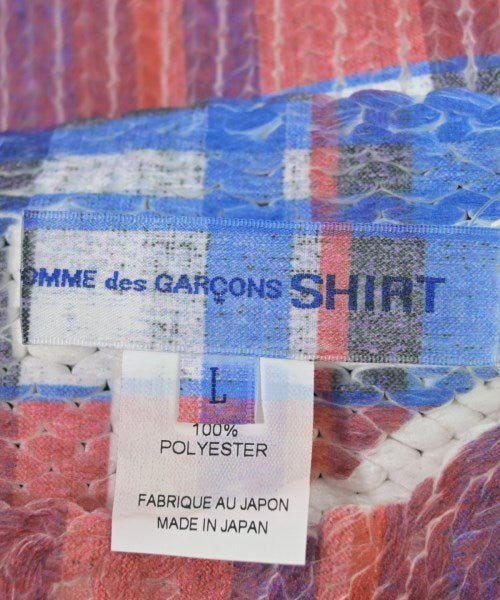 OMME des GARÇONS SHIRT
L
100%
POLYESTER
FABRIQUE AU JAPON
MADE IN JAPAN